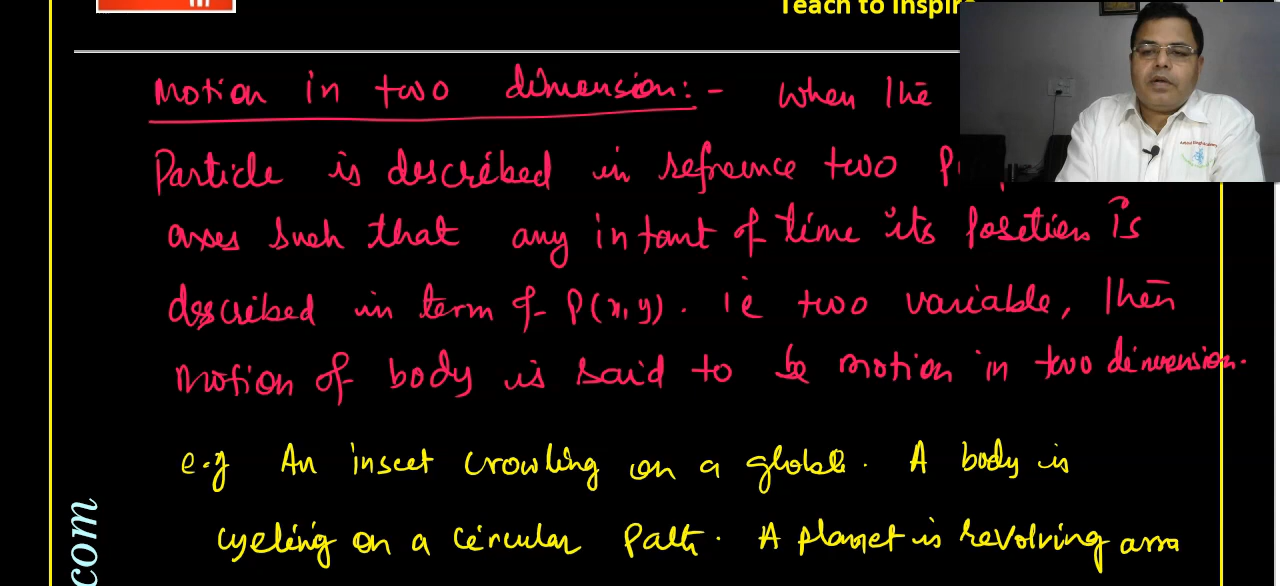 Teach to Inspire
Motion in two dimension:- When the
Particle is described in refrence two P
axes such that any intant of time its position is
described in term of P(x,y). ie two variable, then
motion of body is said to be motion in two dimension.
e.g An insect crowling on a globe. A body is
cycling on a circular Path. A planet is revolving arra
com